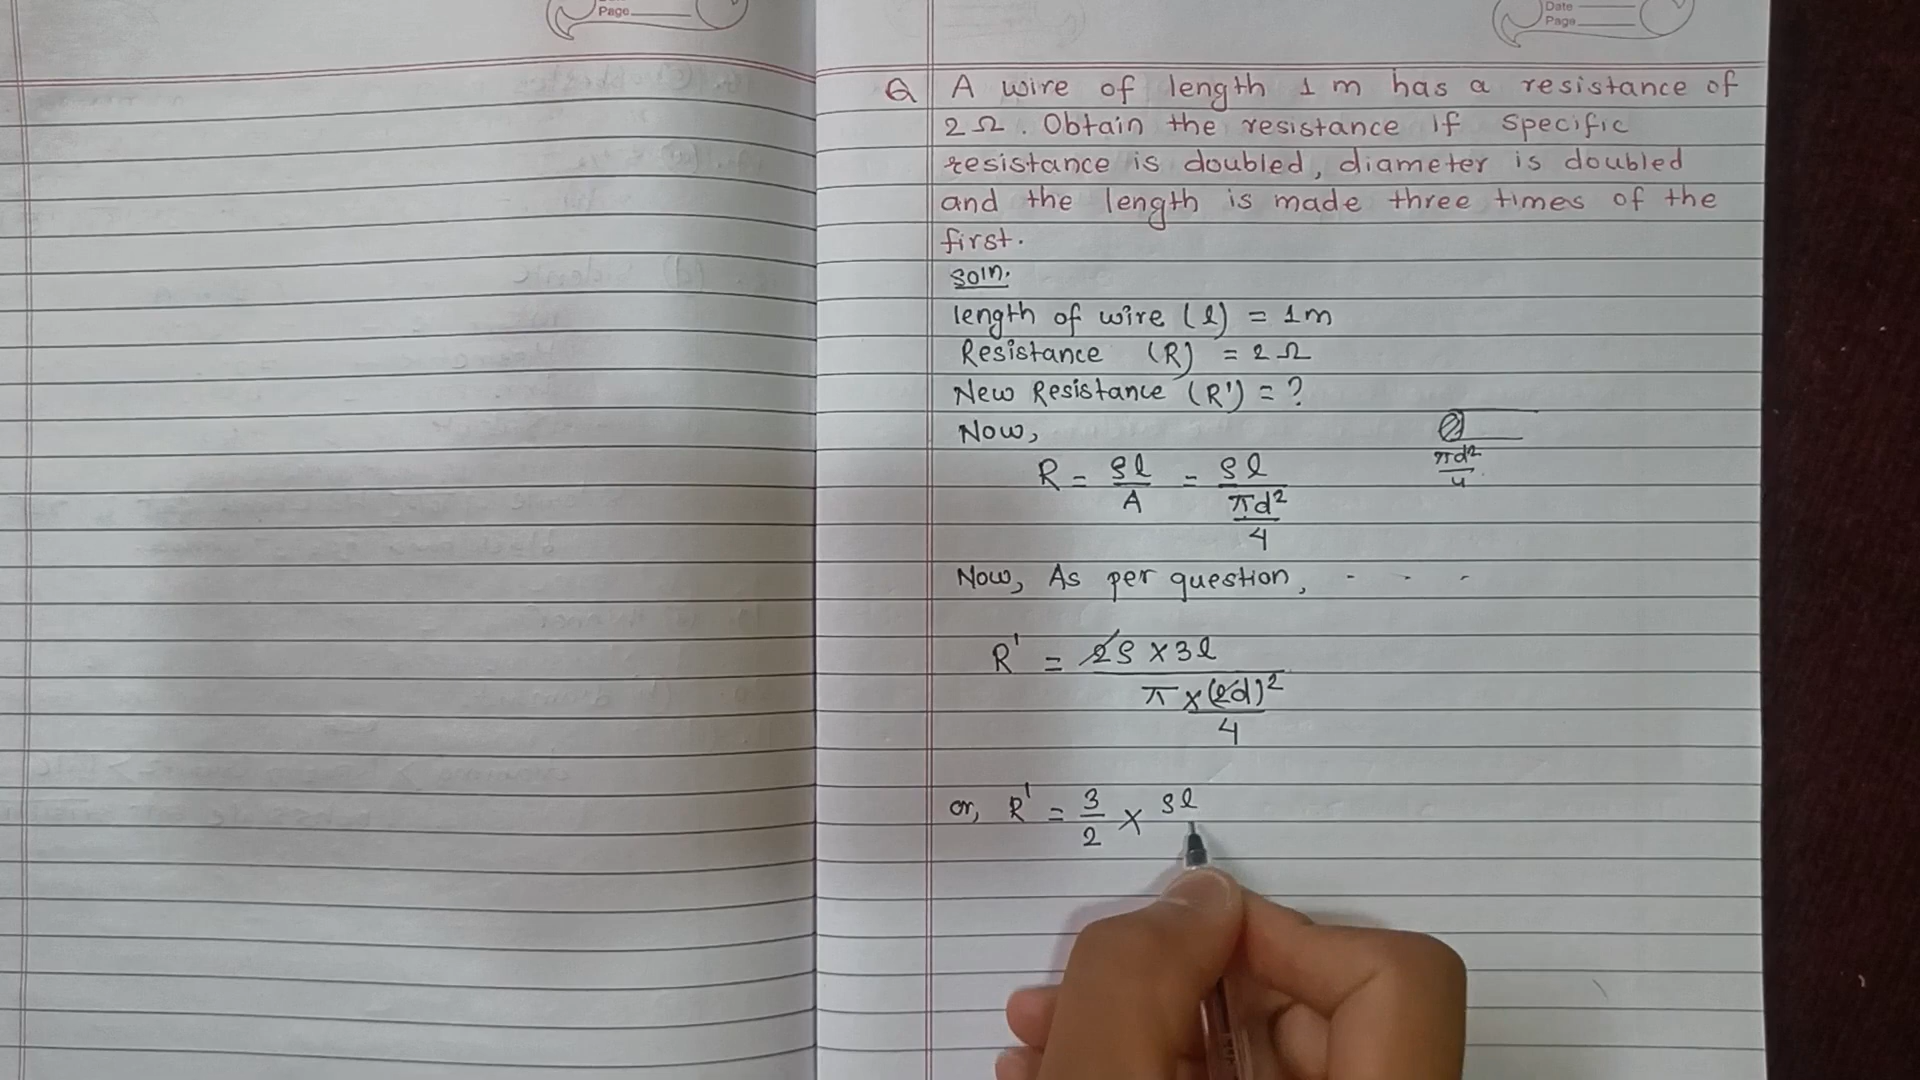 Page
Date
Page
Q A wire of length 1 m has a resistance of
2 Ω. Obtain the resistance if specific
resistance is doubled, diameter is doubled
and the length is made three times of the
first.
Soln.
length of wire (l) = 1m
Resistance (R) = 2 Ω
New Resistance (R') = ?
Now,
πd²/4
R = ρl/A = ρl/(πd²/4)
Now, As per question, - - -
R' = 2ρ × 3l / (π × (2d)²/4)
or, R' = 3/2 × ρl